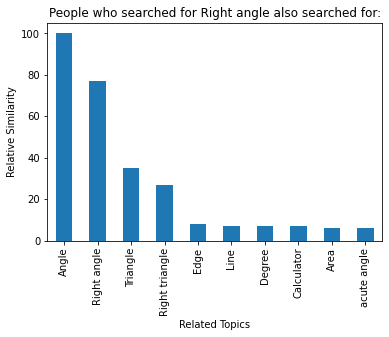 People who searched for Right angle also searched for:
Relative Similarity
100
80
60
40
20
0
Angle
Right angle
Triangle
Right triangle
Edge
Line
Degree
Calculator
Area
acute angle
Related Topics